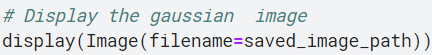 # Display the gaussian  image
display(Image(filename=saved_image_path))